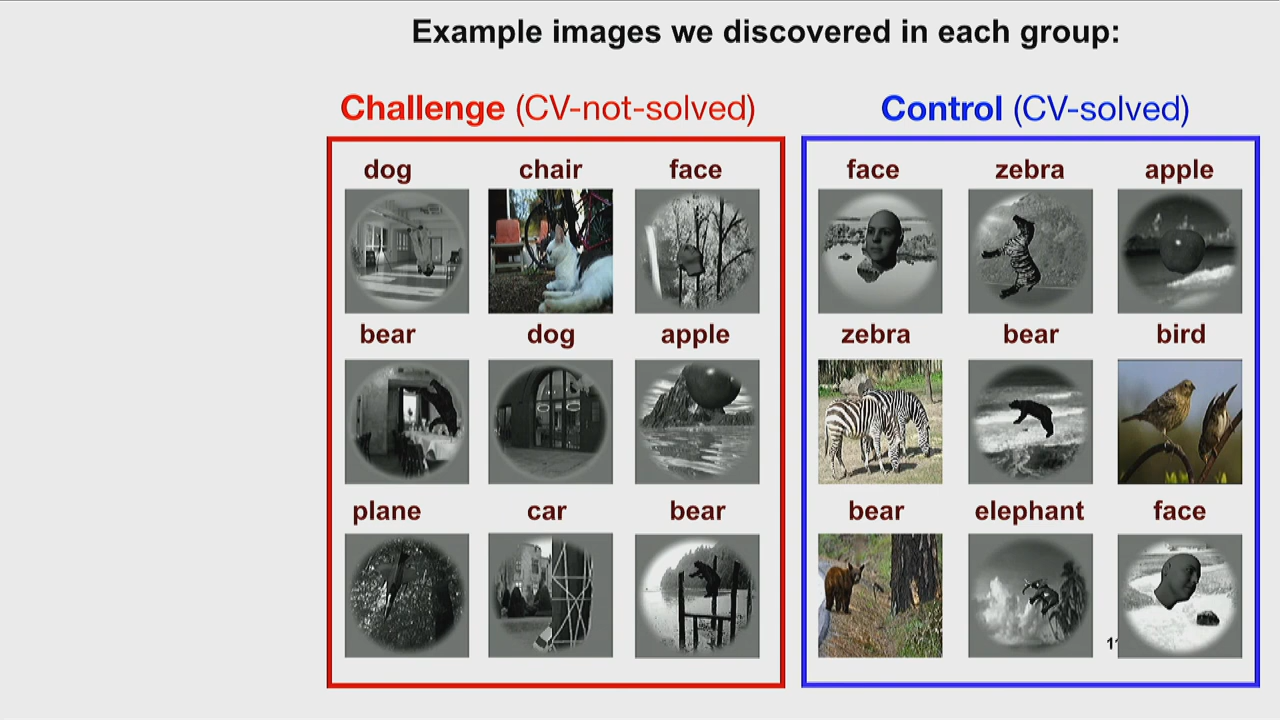 Example images we discovered in each group:
Challenge (CV-not-solved)
Control (CV-solved)
dog chair face
bear dog apple
plane car bear
face zebra apple
zebra bear bird
bear elephant face